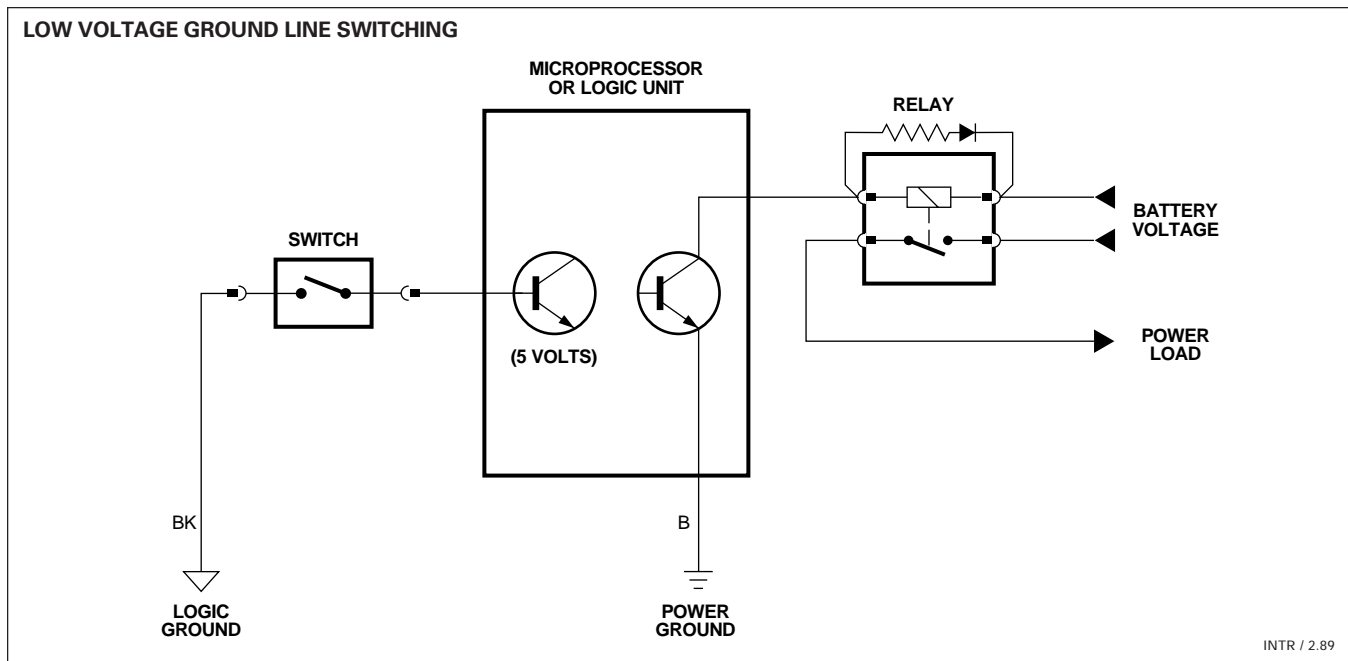 LOW VOLTAGE GROUND LINE SWITCHING
MICROPROCESSOR
OR LOGIC UNIT
RELAY
BATTERY
VOLTAGE
SWITCH
(5 VOLTS)
POWER
LOAD
BK
B
LOGIC
GROUND
POWER
GROUND
INTR / 2.89